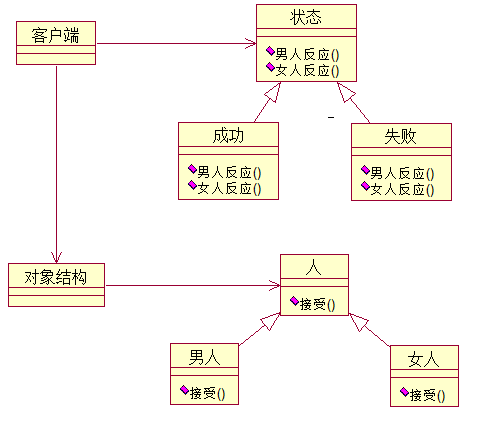 客户端
状态
男人反应()
女人反应()
成功
男人反应()
女人反应()
失败
男人反应()
女人反应()
对象结构
人
接受()
男人
接受()
女人
接受()